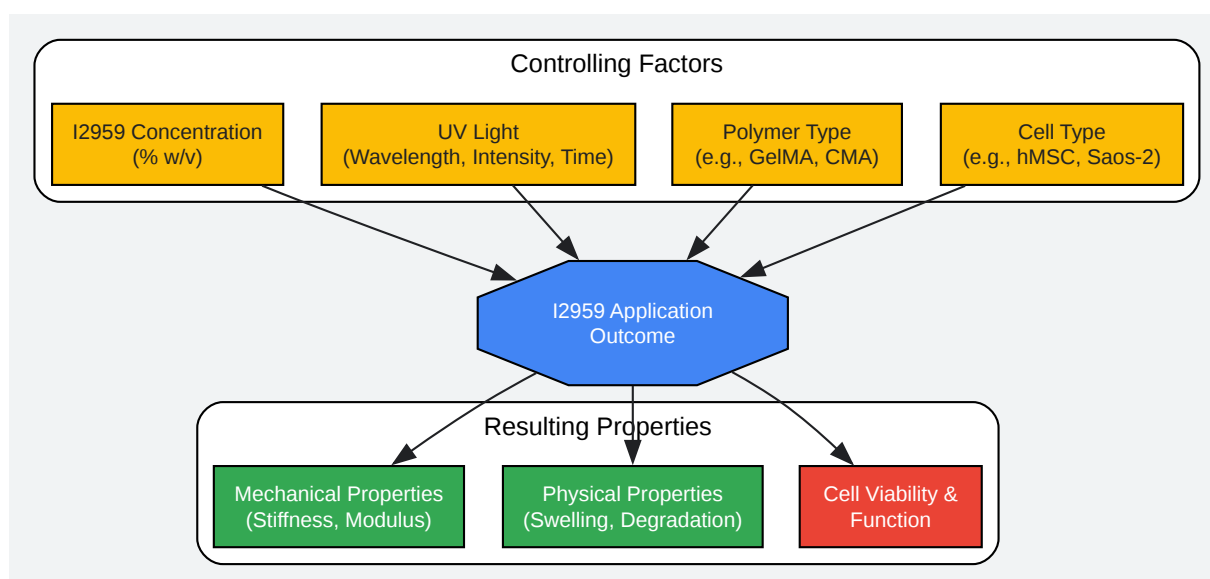 Controlling Factors
I2959 Concentration
(% w/v)
UV Light
(Wavelength, Intensity, Time)
Polymer Type
(e.g., GelMA, CMA)
Cell Type
(e.g., hMSC, Saos-2)
I2959 Application
Outcome
Resulting Properties
Mechanical Properties
(Stiffness, Modulus)
Physical Properties
(Swelling, Degradation)
Cell Viability &
Function